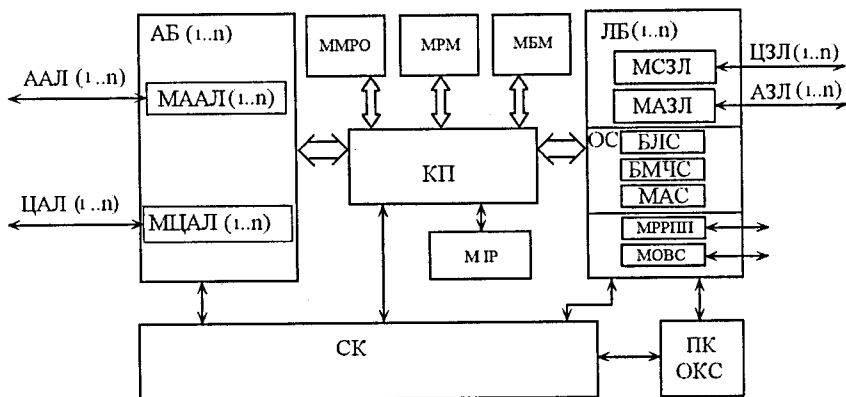 АБ (1..n)
ММРО
МРМ
МБМ
ЛБ (1..n)
ААЛ (1..n)
МААЛ (1..n)
МСЗЛ
ЦЗЛ (1..n)
МАЗЛ
АЗЛ (1..n)
КП
ОС
БЛС
БМЧС
МАС
ЦАЛ (1..n)
МЦАЛ (1..n)
М IP
МРРПП
МОВС
СК
ПК
ОКС